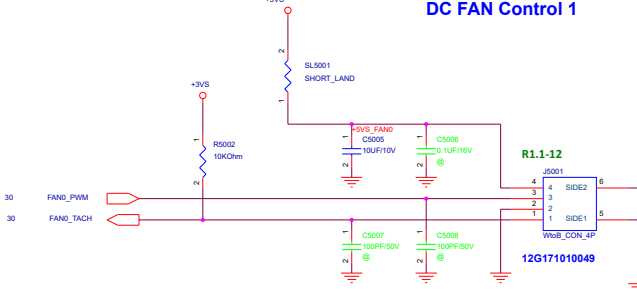 +5VS
DC FAN Control 1
2
SL5001
SHORT_LAND
1
+3VS
1
R5002
10KOhm
2
+5VS_FAN0
1
C5005
10UF/10V
2
1
C5006
0.1UF/16V
2
@
R1.1-12
J5001
4
4
SIDE2
6
3
3
2
2
1
1
SIDE1
5
WtoB_CON_4P
12G171010049
30
FAN0_PWM
30
FAN0_TACH
1
C5007
100PF/50V
2
@
1
C5008
100PF/50V
2
@